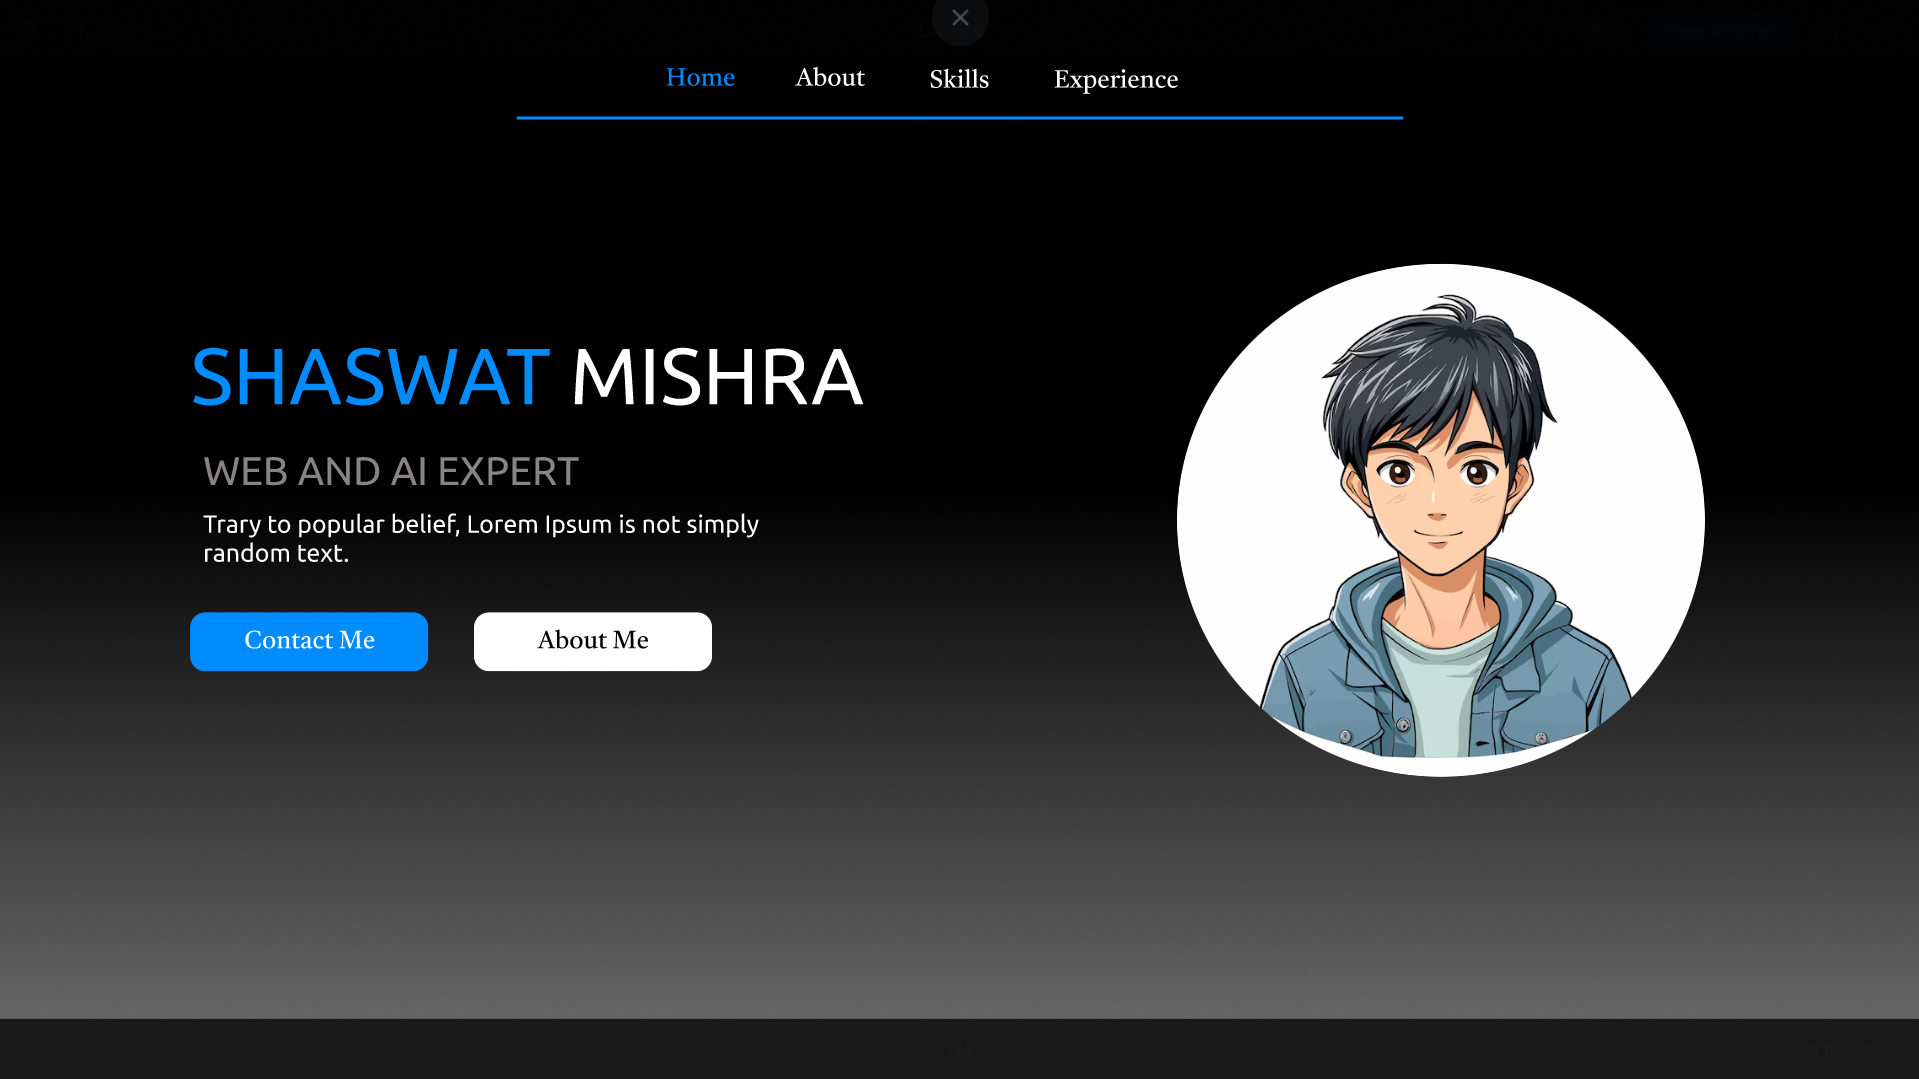 Home About Skills Experience
SHASWAT MISHRA
WEB AND AI EXPERT
Trary to popular belief, Lorem Ipsum is not simply
random text.
Contact Me About Me